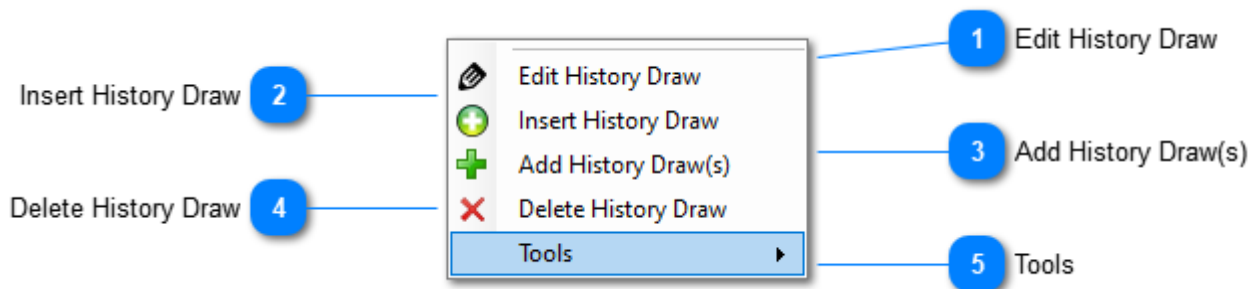 1 Edit History Draw
Edit History Draw
Insert History Draw 2
Insert History Draw
Add History Draw(s)
3 Add History Draw(s)
Delete History Draw 4
Delete History Draw
Tools
5 Tools